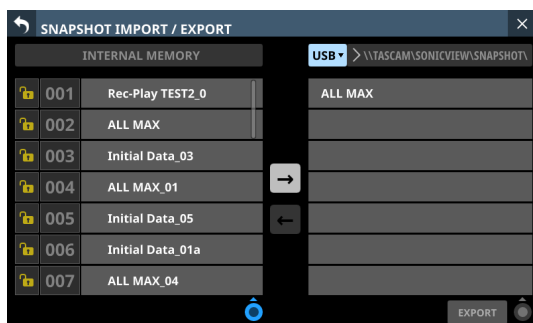 SNAPSHOT IMPORT / EXPORT
INTERNAL MEMORY
USB \\TASCAM\SONICVIEW\SNAPSHOT\
001 Rec-Play TEST2_0
ALL MAX
002 ALL MAX
003 Initial Data_03
004 ALL MAX_01
005 Initial Data_05
006 Initial Data_01a
007 ALL MAX_04
EXPORT